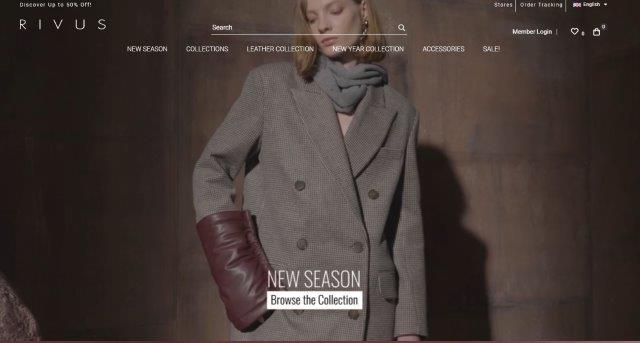 Discover Up to 50% Off!
Stores | Order Tracking | English
RIVUS
Search
Member Login | 0 0
NEW SEASON COLLECTIONS LEATHER COLLECTION NEW YEAR COLLECTION ACCESSORIES SALE!
NEW SEASON
Browse the Collection